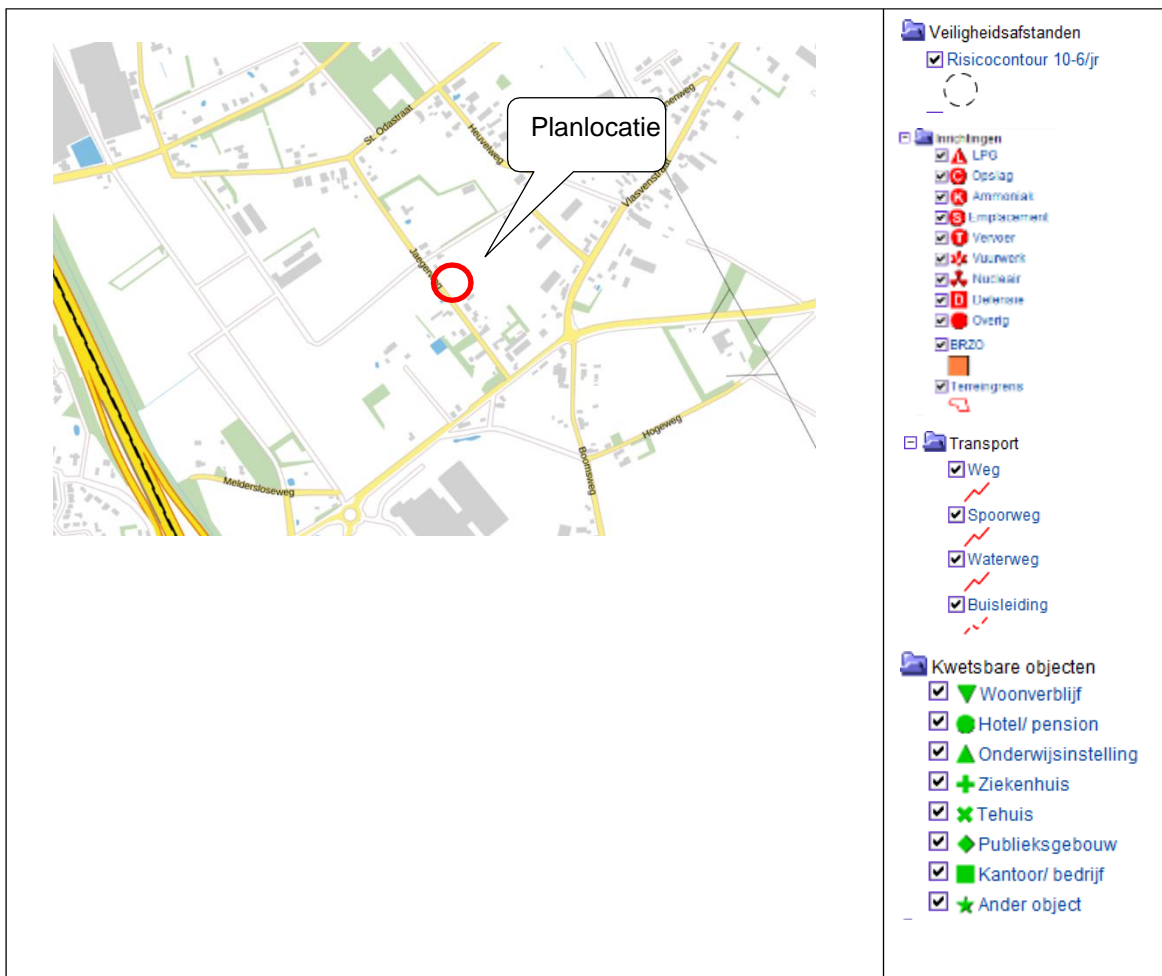 Planlocatie
St. Odastraat
Heuvelweg
nenweg
Vlasvenstraat
Jaegerweg
Meldersloseweg
Hogeweg
Boomsweg
Veiligheidsafstanden
Risicocontour 10-6/jr
Inrichtingen
LPG
C Opslag
K Ammoniak
S Emplacement
T Vervoer
Vuurwerk
Nucleair
D Defensie
Overig
BRZO
Terreingrens
Transport
Weg
Spoorweg
Waterweg
Buisleiding
Kwetsbare objecten
Woonverblijf
Hotel/ pension
Onderwijsinstelling
Ziekenhuis
Tehuis
Publieksgebouw
Kantoor/ bedrijf
Ander object